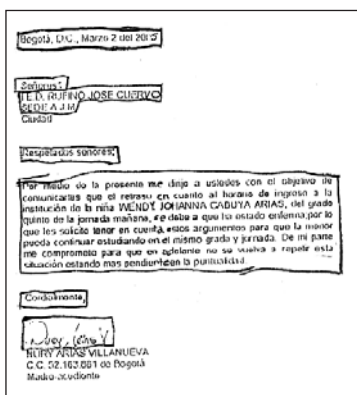 Bogotá, D.C., Marzo 2 del 2005
Señores:
I.E.D. RUFINO JOSE CUERVO
SEDE A J.M
Ciudad
Respetados señores:
Por medio de la presente me dirijo a ustedes con el objetivo de
comunicarles que el retraso en cuanto al horario de ingreso a la
institución de la niña WENDY JOHANNA CABUYA ARIAS, del grado
quinto de la jornada mañana, se debe a que ha estado enferma, por lo
que les solicito tener en cuenta estos argumentos para que la menor
pueda continuar estudiando en el mismo grado y jornada. De mi parte
me comprometo para que en adelante no se vuelva a repetir esta
situación estando mas pendiente en la puntualidad.
Cordialmente,
NURY ARIAS VILLANUEVA
C.C. 52.163.661 de Bogotá
Madre acudiente